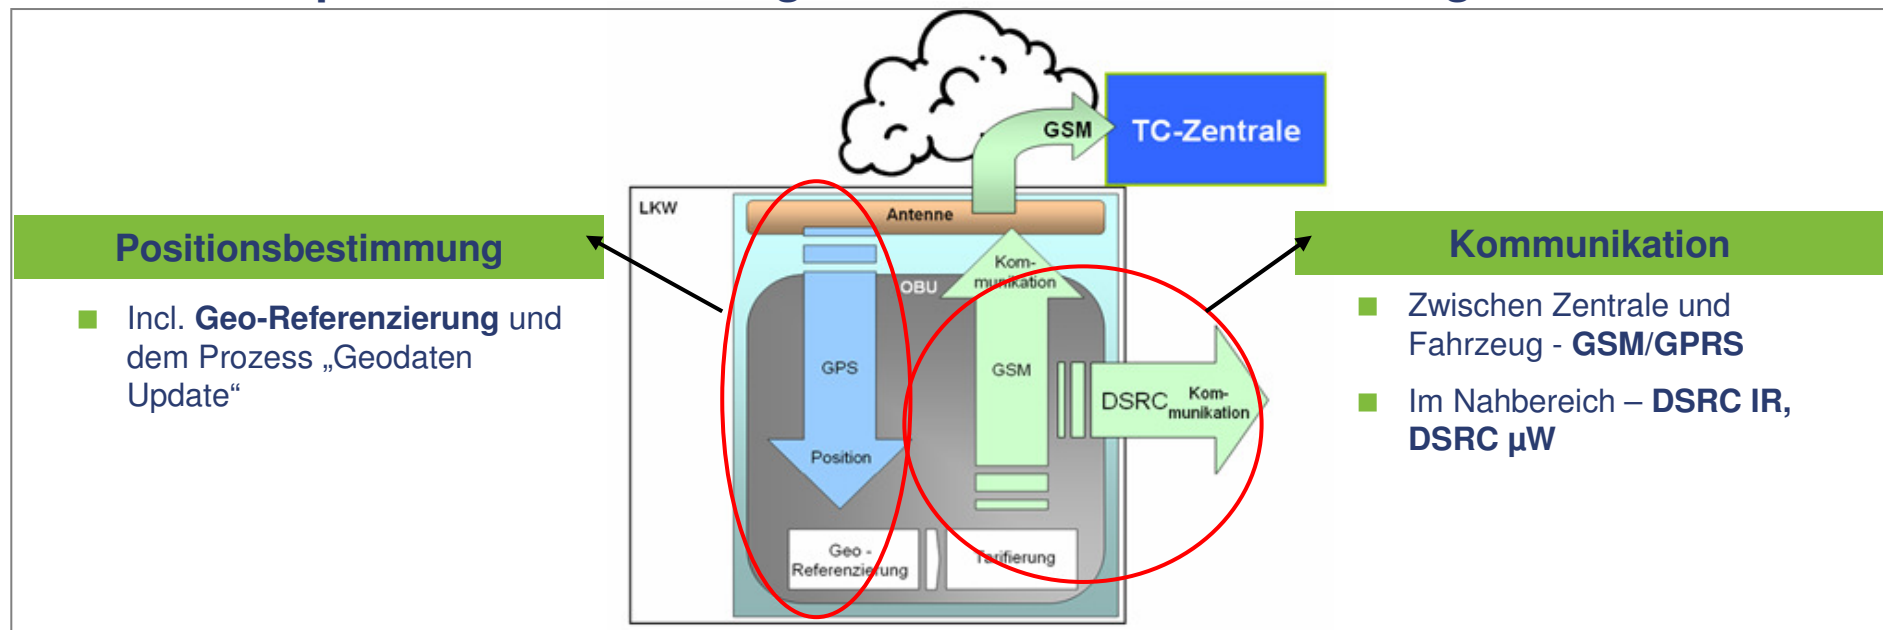 GSM
TC-Zentrale
LKW
Antenne
Positionsbestimmung
Incl. Geo-Referenzierung und
dem Prozess „Geodaten
Update“
OBU
GPS
Position
Kom-
munikation
GSM
DSRC
Kom-
munikation
Geo -
Referenzierung
Tarifierung
Kommunikation
Zwischen Zentrale und
Fahrzeug - GSM/GPRS
Im Nahbereich – DSRC IR,
DSRC µW